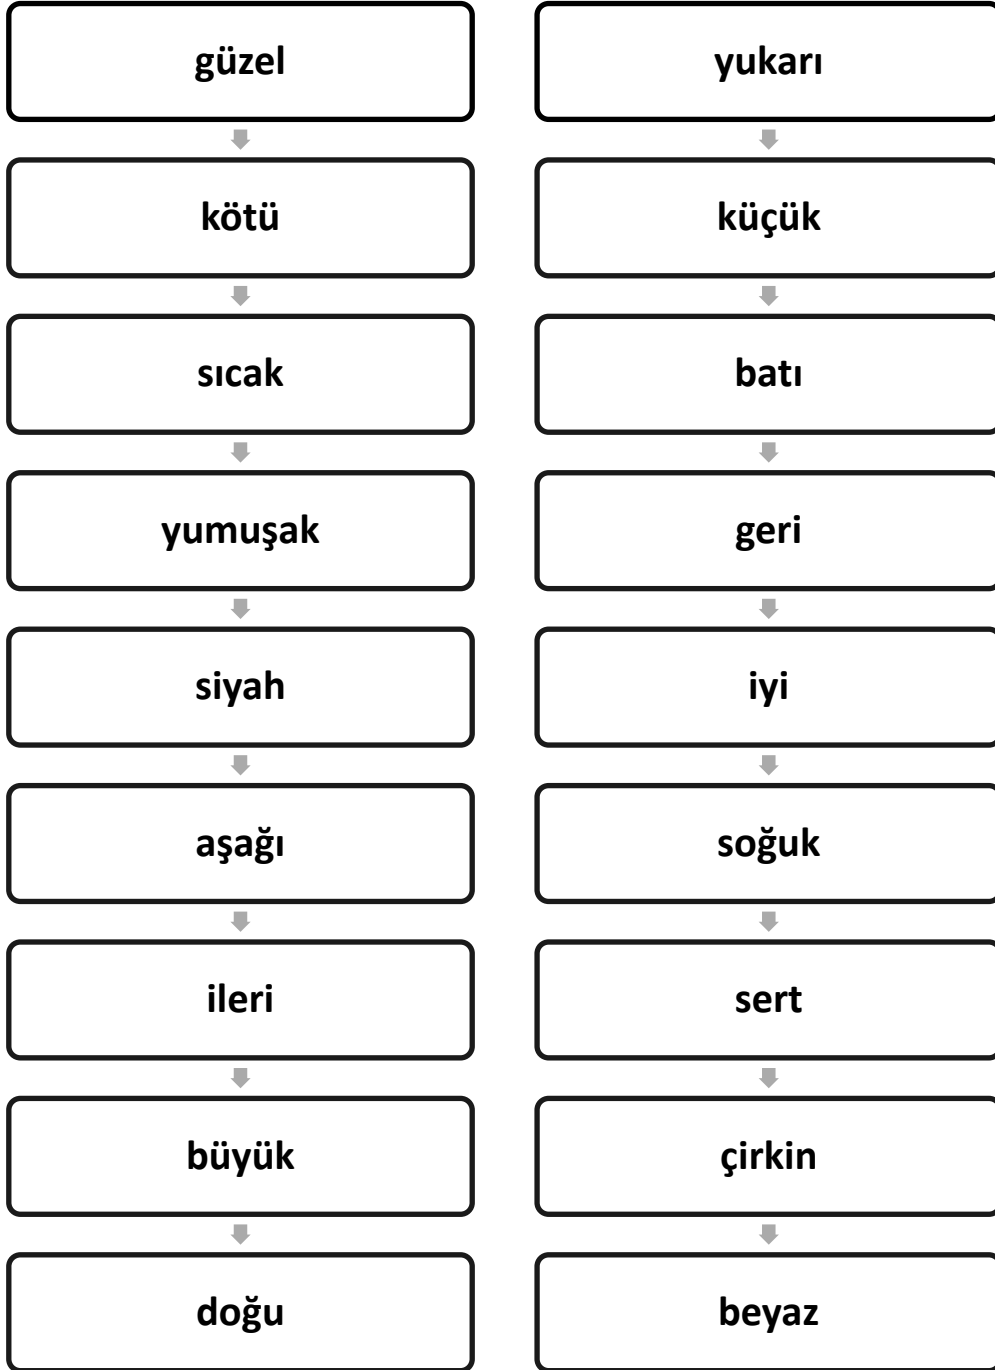 güzel
kötü
sıcak
yumuşak
siyah
aşağı
ileri
büyük
doğu
yukarı
küçük
batı
geri
iyi
soğuk
sert
çirkin
beyaz